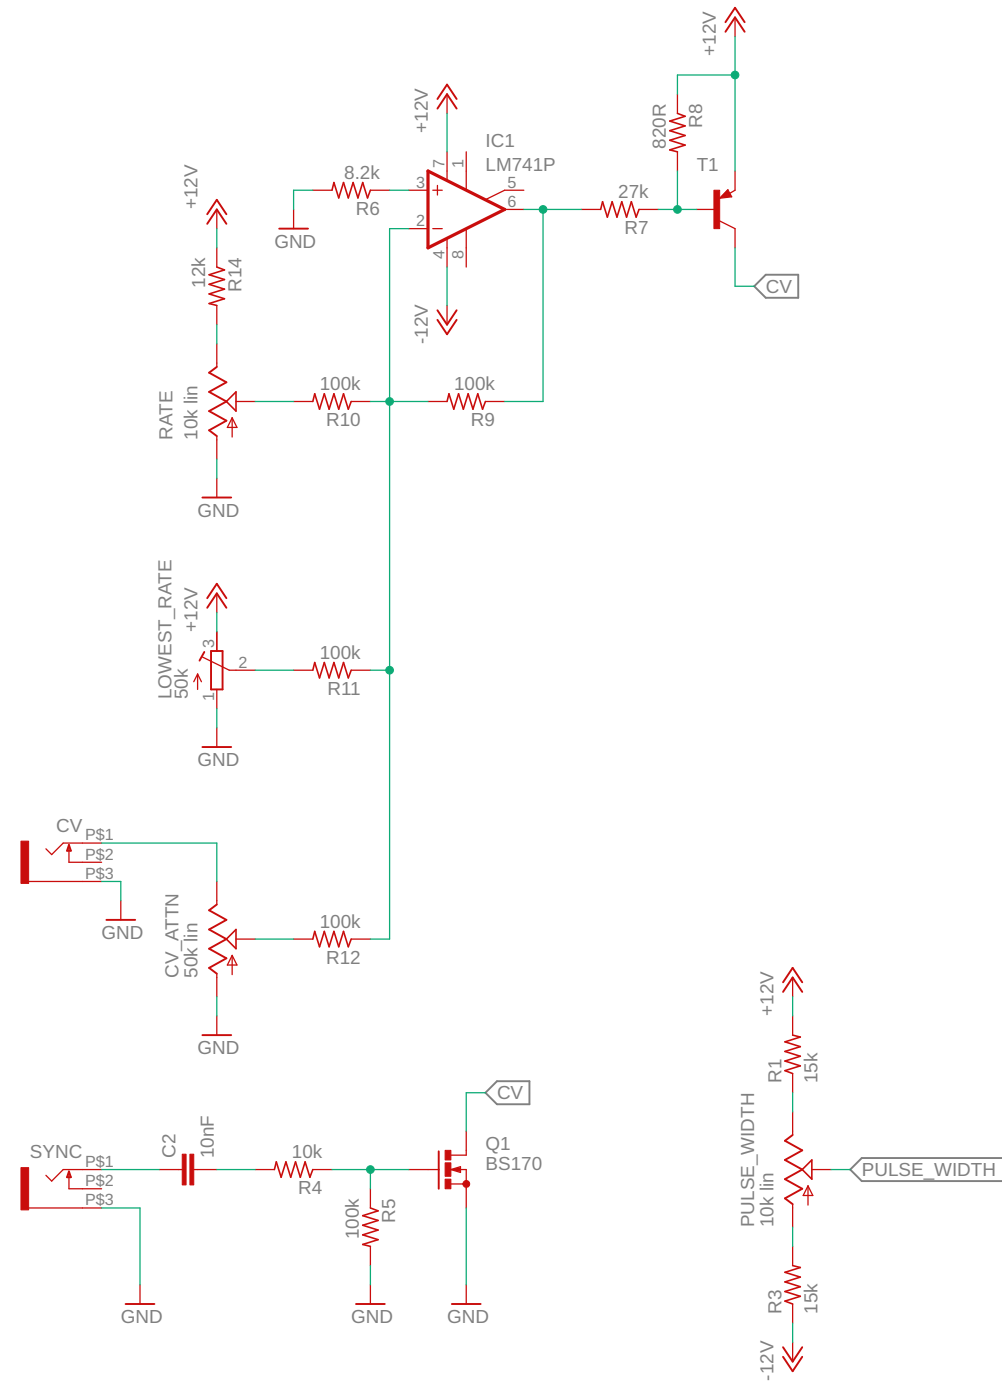 +12V
820R
R8
T1
CV
+12V
7
1
IC1
LM741P
8.2k
R6
3
+
2
−
5
6
4
8
GND
-12V
27k
R7
+12V
12k
R14
RATE
10k lin
100k
R10
100k
R9
GND
LOWEST_RATE
50k
+12V
3
2
1
100k
R11
GND
CV
P$1
P$2
P$3
GND
CV_ATTN
50k lin
100k
R12
GND
SYNC
P$1
P$2
P$3
GND
C2
10nF
10k
R4
100k
R5
GND
CV
Q1
BS170
GND
+12V
R1
15k
PULSE_WIDTH
10k lin
PULSE_WIDTH
R3
15k
-12V